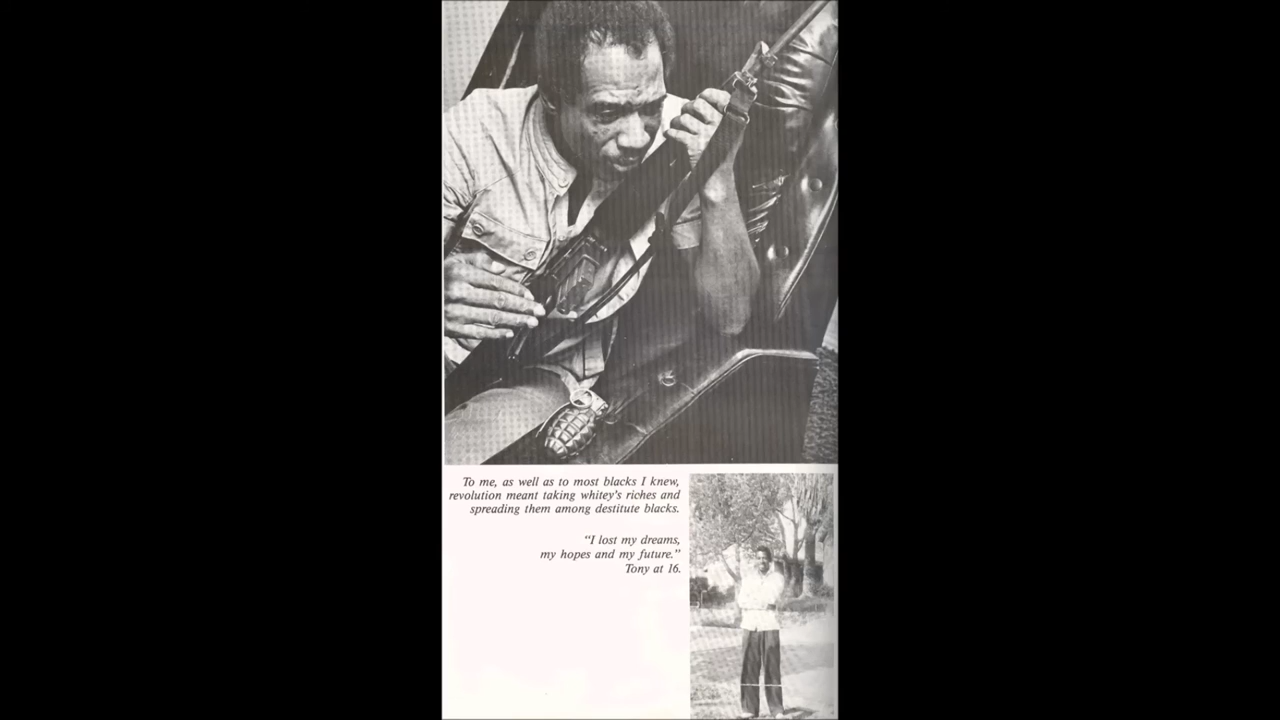 To me, as well as to most blacks I knew,
revolution meant taking whitey's riches and
spreading them among destitute blacks.
“I lost my dreams,
my hopes and my future.”
Tony at 16.